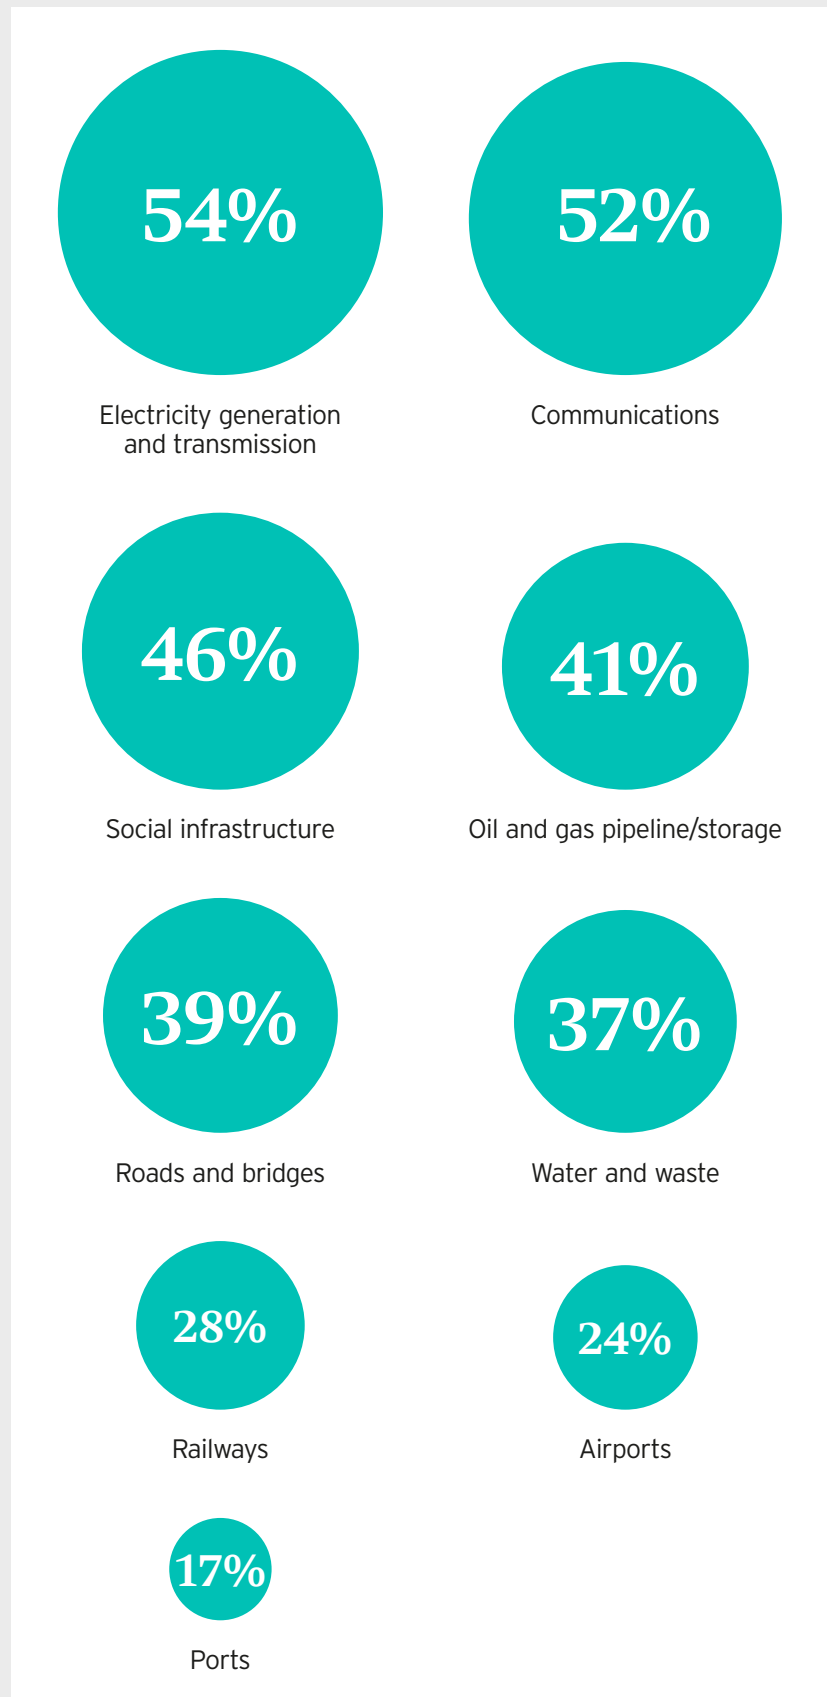 54%
52%
Electricity generation
and transmission
Communications
46%
41%
Social infrastructure
Oil and gas pipeline/storage
39%
37%
Roads and bridges
Water and waste
28%
24%
Railways
Airports
17%
Ports